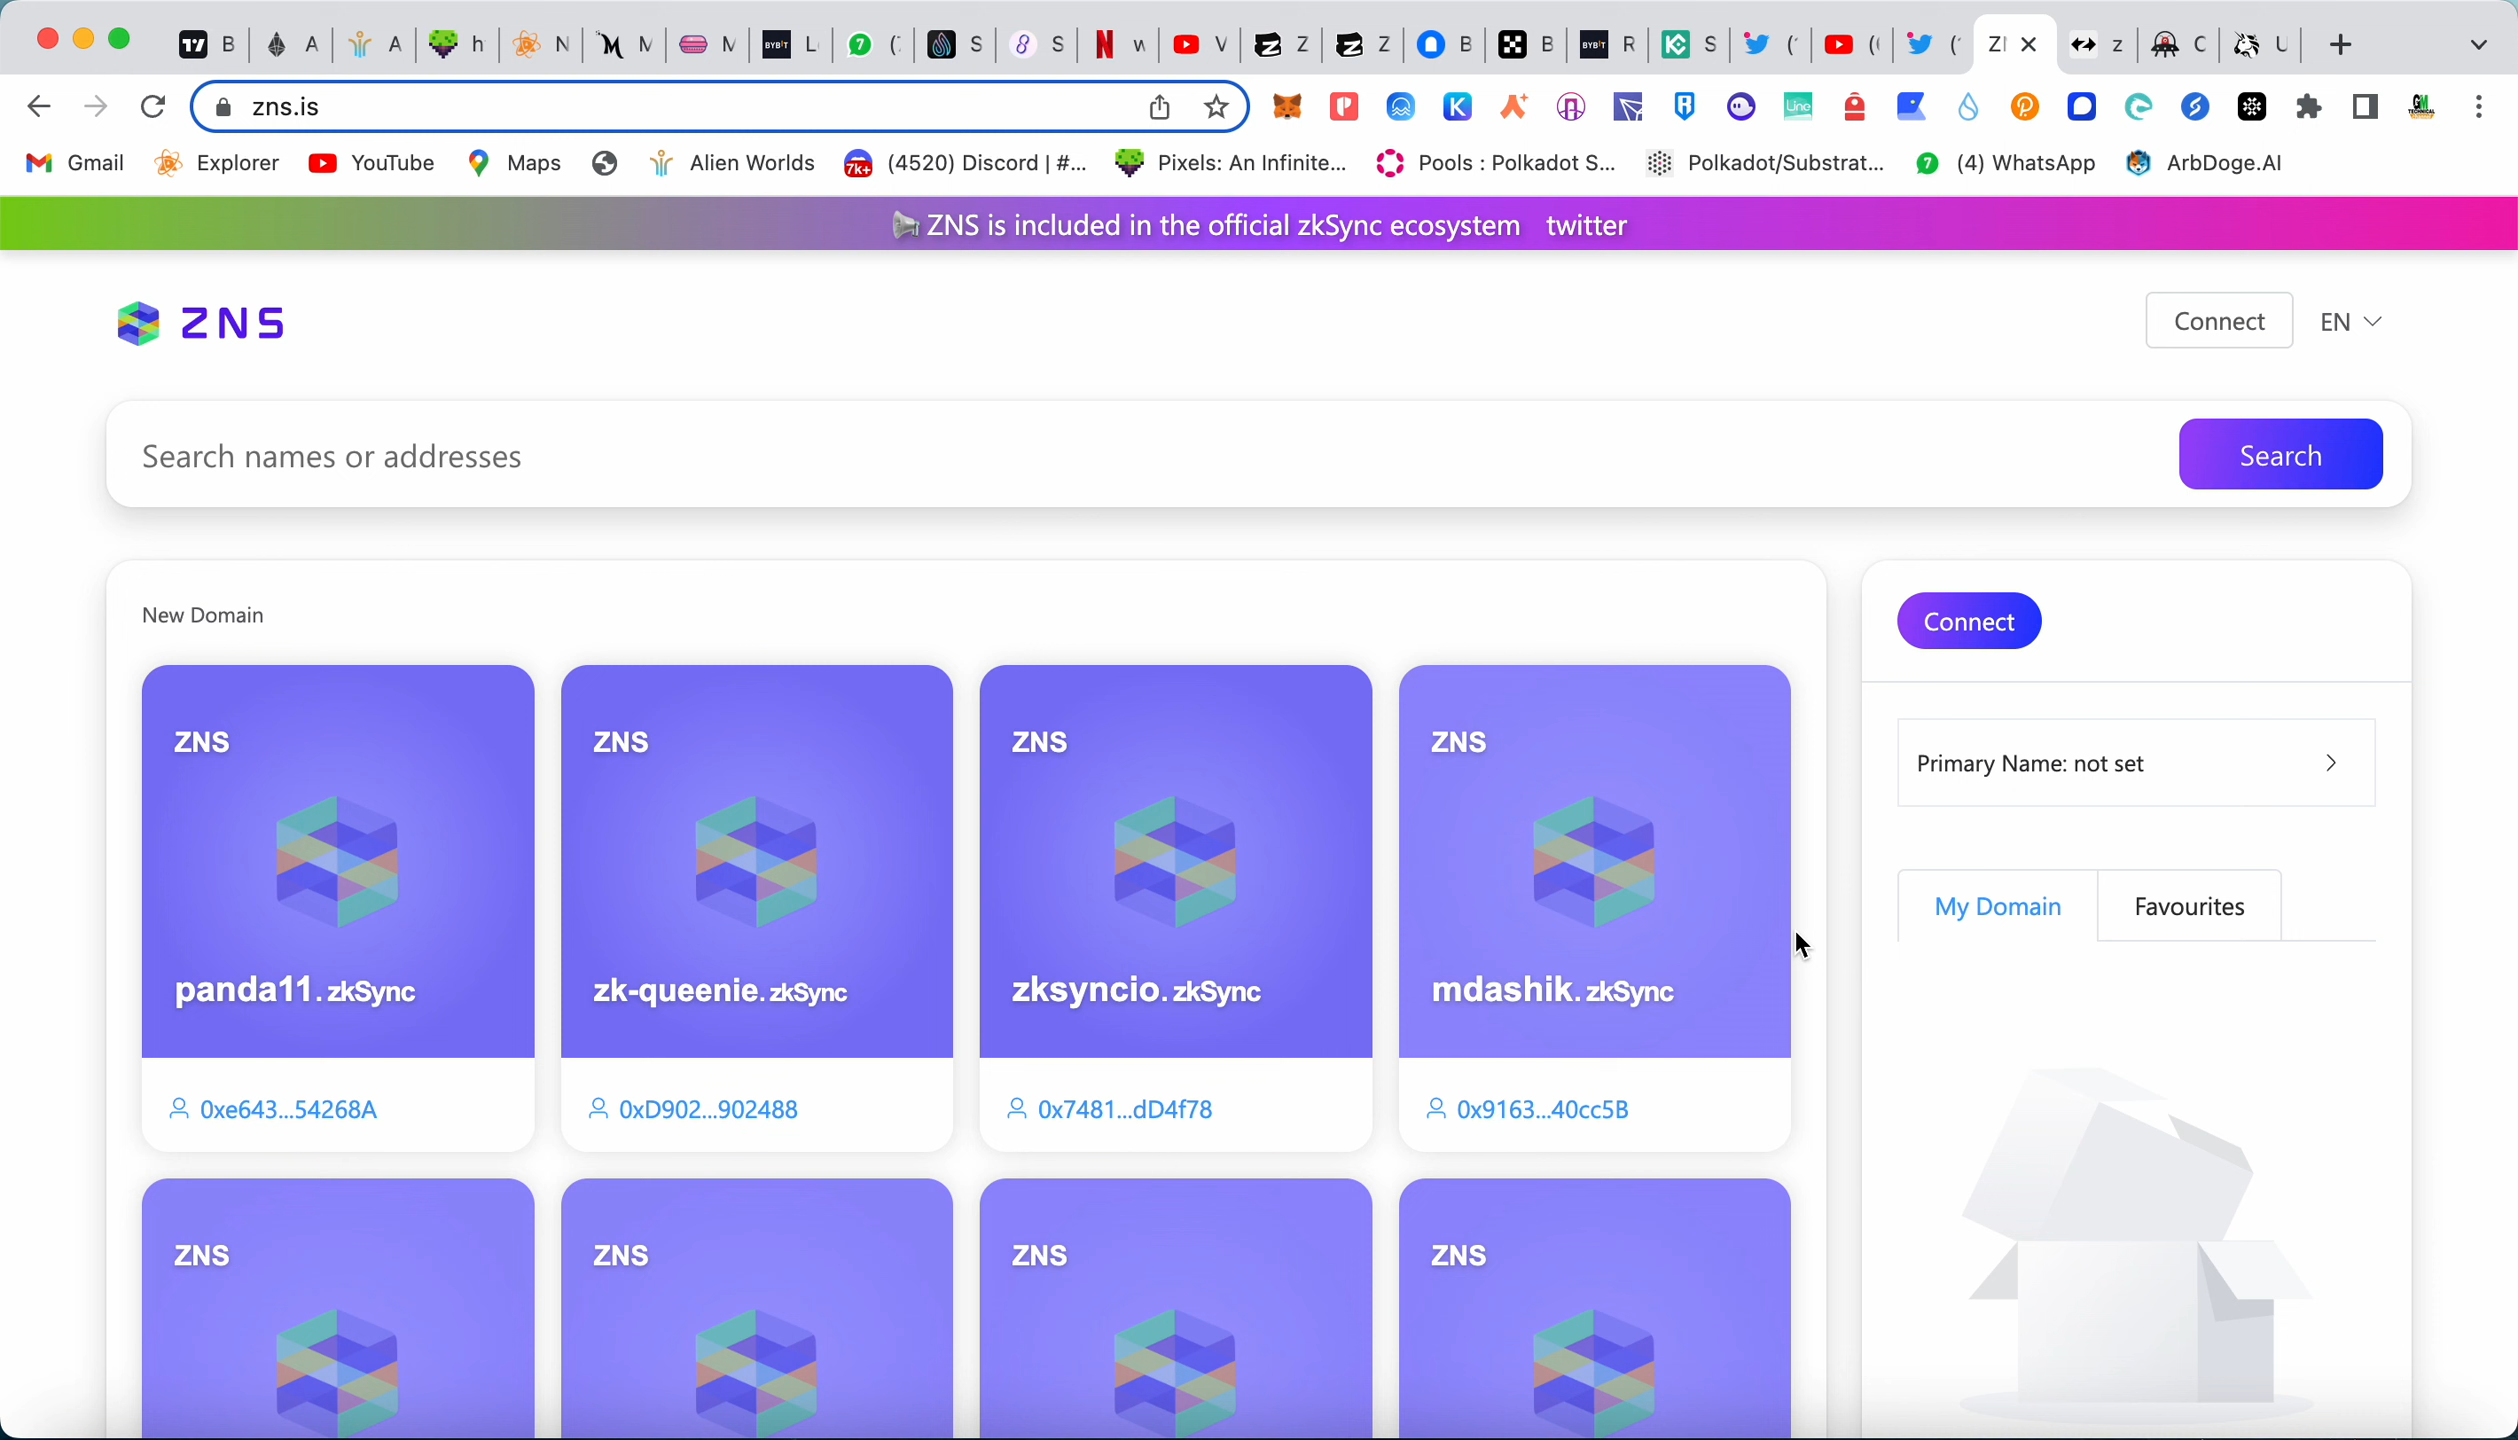 B A A h N M M L ( S S W V Z Z B B R S ( ( ( ZI z C U
zns.is
Gmail Explorer YouTube Maps Alien Worlds (4520) Discord | #... Pixels: An Infinite... Pools : Polkadot S... Polkadot/Substrat... (4) WhatsApp ArbDoge.AI
ZNS is included in the official zkSync ecosystem twitter
ZNS
Connect EN
Search names or addresses
Search
New Domain
Connect
ZNS ZNS ZNS ZNS
Primary Name: not set
My Domain Favourites
panda11.zkSync zk-queenie.zkSync zksyncio.zkSync mdashik.zkSync
0xe643...54268A 0xD902...902488 0x7481...dD4f78 0x9163...40cc5B
ZNS ZNS ZNS ZNS